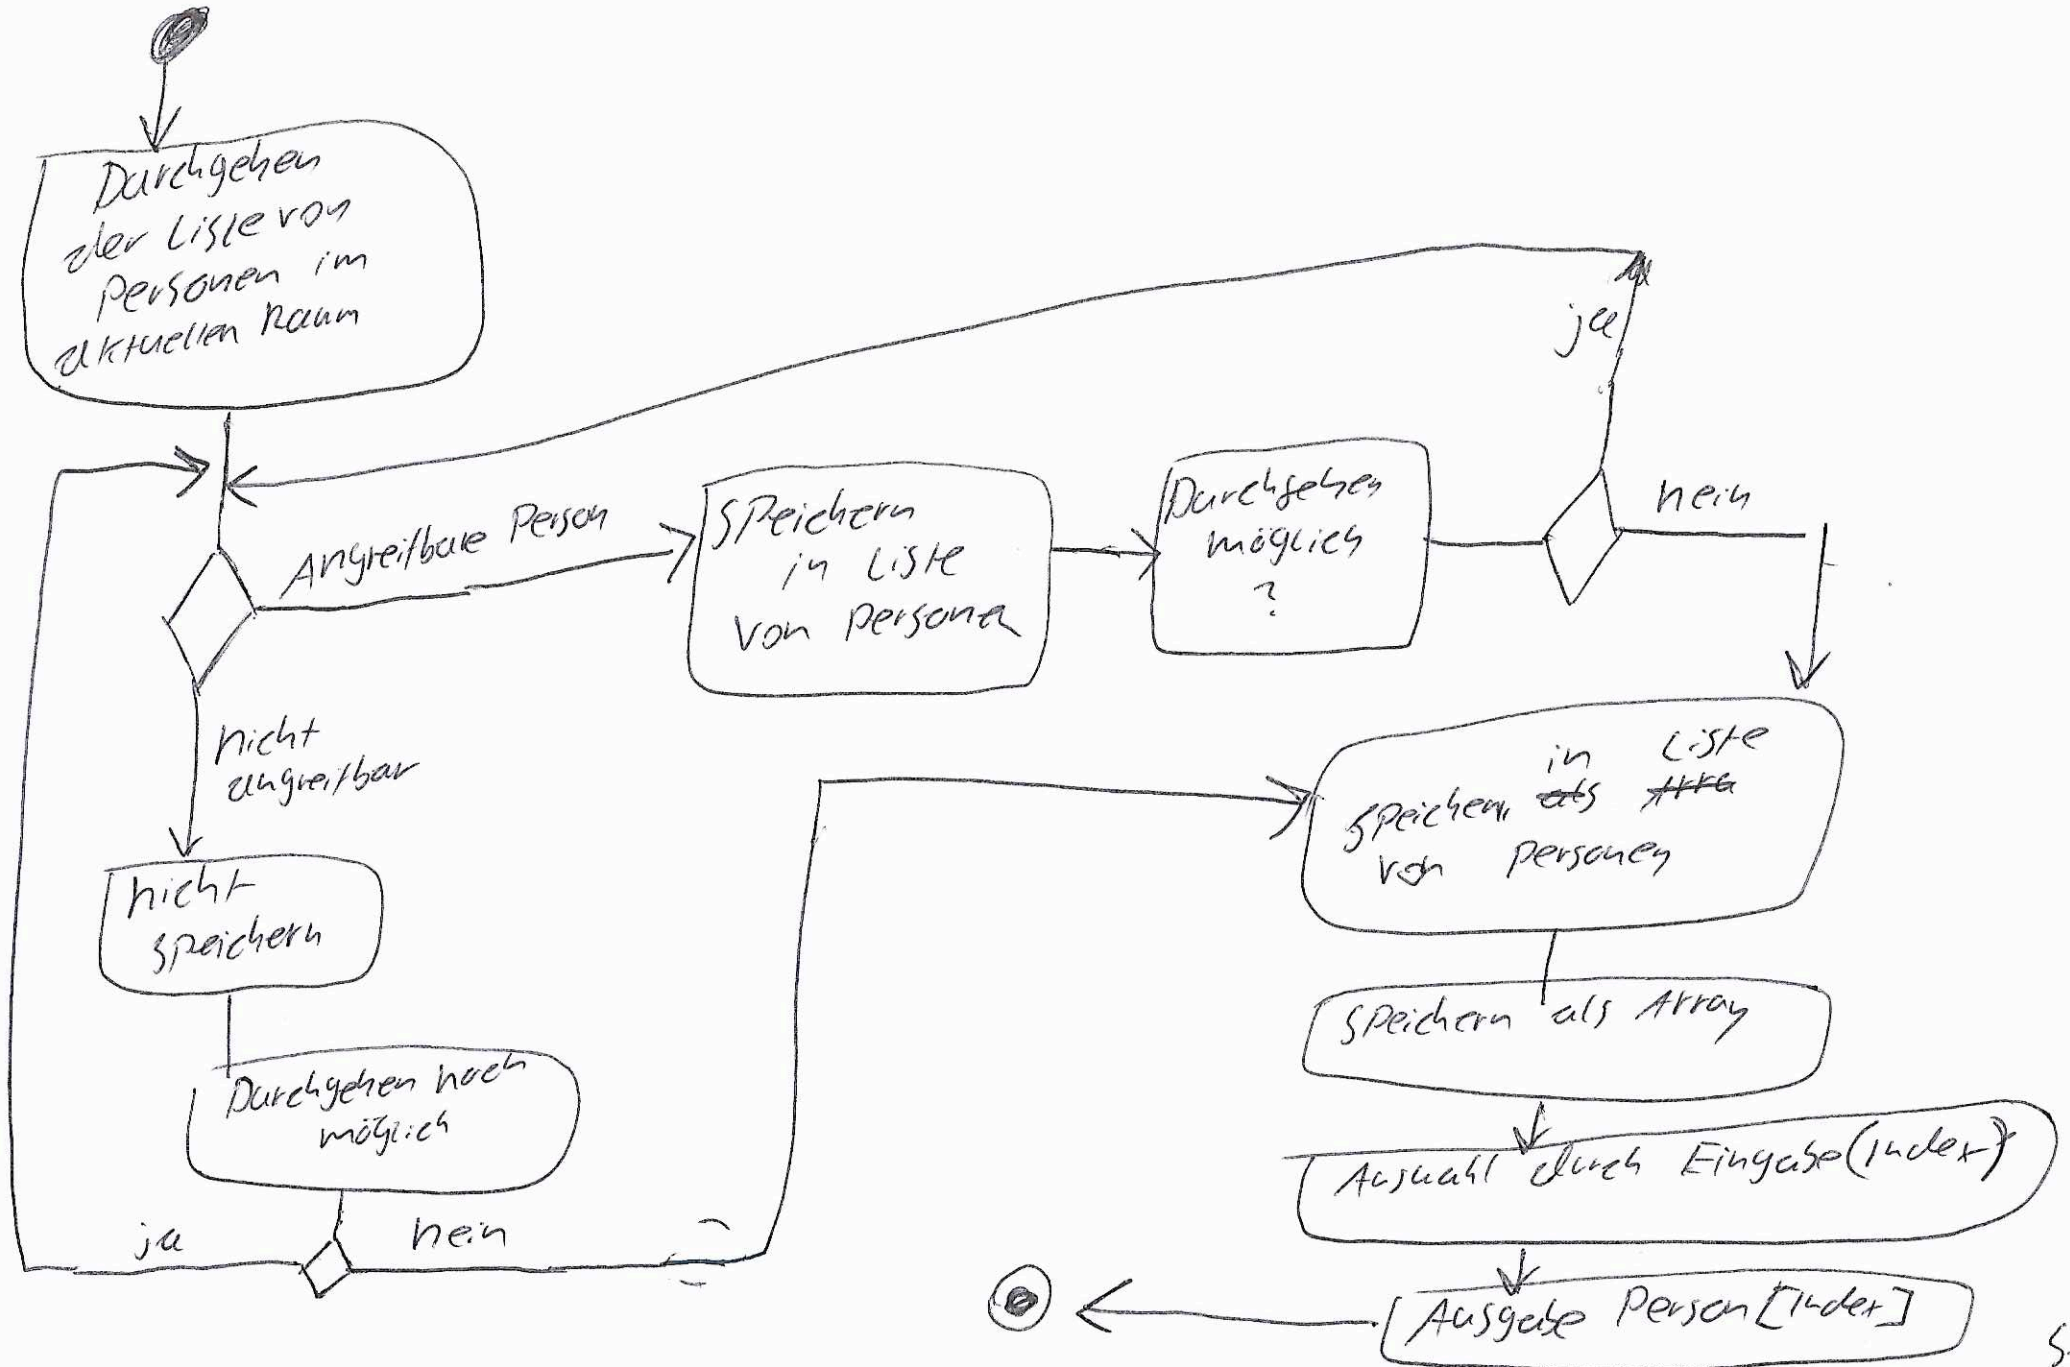 Durchgehen
der Liste von
Personen im
aktuellen Raum
ja
Angreifbare Person
Speichern
in Liste
von Personen
Durchgehen
möglich
?
nein
nicht
angreifbar
nicht
speichern
Durchgehen noch
möglich
ja
nein
in Liste
speichern als Arra
von Personen
Speichern als Array
Auswahl durch Eingabe(Index)
Ausgabe Person[Index]